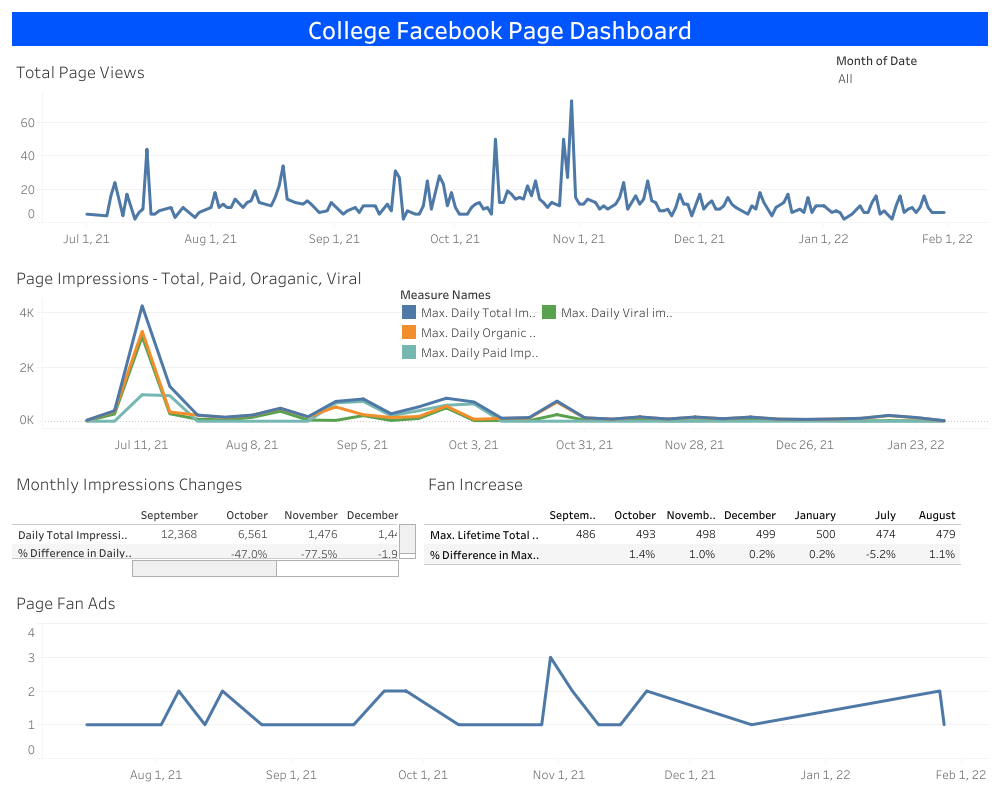 College Facebook Page Dashboard
Month of Date
All
Total Page Views
60
40
20
0
Jul 1, 21 Aug 1, 21 Sep 1, 21 Oct 1, 21 Nov 1, 21 Dec 1, 21 Jan 1, 22 Feb 1, 22
Page Impressions - Total, Paid, Oraganic, Viral
Measure Names
Max. Daily Total Im.. Max. Daily Viral im..
Max. Daily Organic ..
Max. Daily Paid Imp..
4K
2K
0K
Jul 11, 21 Aug 8, 21 Sep 5, 21 Oct 3, 21 Oct 31, 21 Nov 28, 21 Dec 26, 21 Jan 23, 22
Monthly Impressions Changes
September October November December
Daily Total Impressi.. 12,368 6,561 1,476 1,44
% Difference in Daily.. -47.0% -77.5% -1.9
Fan Increase
Septem.. October Novemb.. December January July August
Max. Lifetime Total .. 486 493 498 499 500 474 479
% Difference in Max.. 1.4% 1.0% 0.2% 0.2% -5.2% 1.1%
Page Fan Ads
4
3
2
1
0
Aug 1, 21 Sep 1, 21 Oct 1, 21 Nov 1, 21 Dec 1, 21 Jan 1, 22 Feb 1, 22